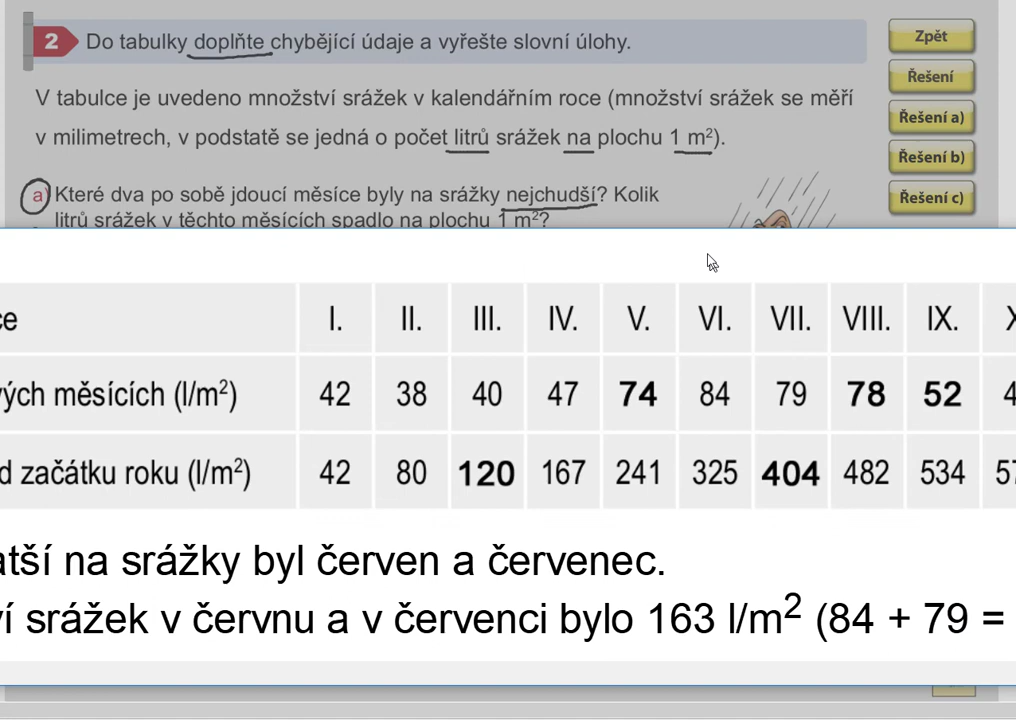 2 Do tabulky doplňte chybějící údaje a vyřešte slovní úlohy.
Zpět
Řešení
Řešení a)
Řešení b)
Řešení c)
V tabulce je uvedeno množství srážek v kalendářním roce (množství srážek se měří
v milimetrech, v podstatě se jedná o počet litrů srážek na plochu 1 m²).
a) Které dva po sobě jdoucí měsíce byly na srážky nejchudší? Kolik
litrů srážek v těchto měsících spadlo na plochu 1 m²?
ce I. II. III. IV. V. VI. VII. VIII. IX. X
vých měsících (l/m²) 42 38 40 47 74 84 79 78 52 4
d začátku roku (l/m²) 42 80 120 167 241 325 404 482 534 57
atší na srážky byl červen a červenec.
ví srážek v červnu a v červenci bylo 163 l/m² (84 + 79 =